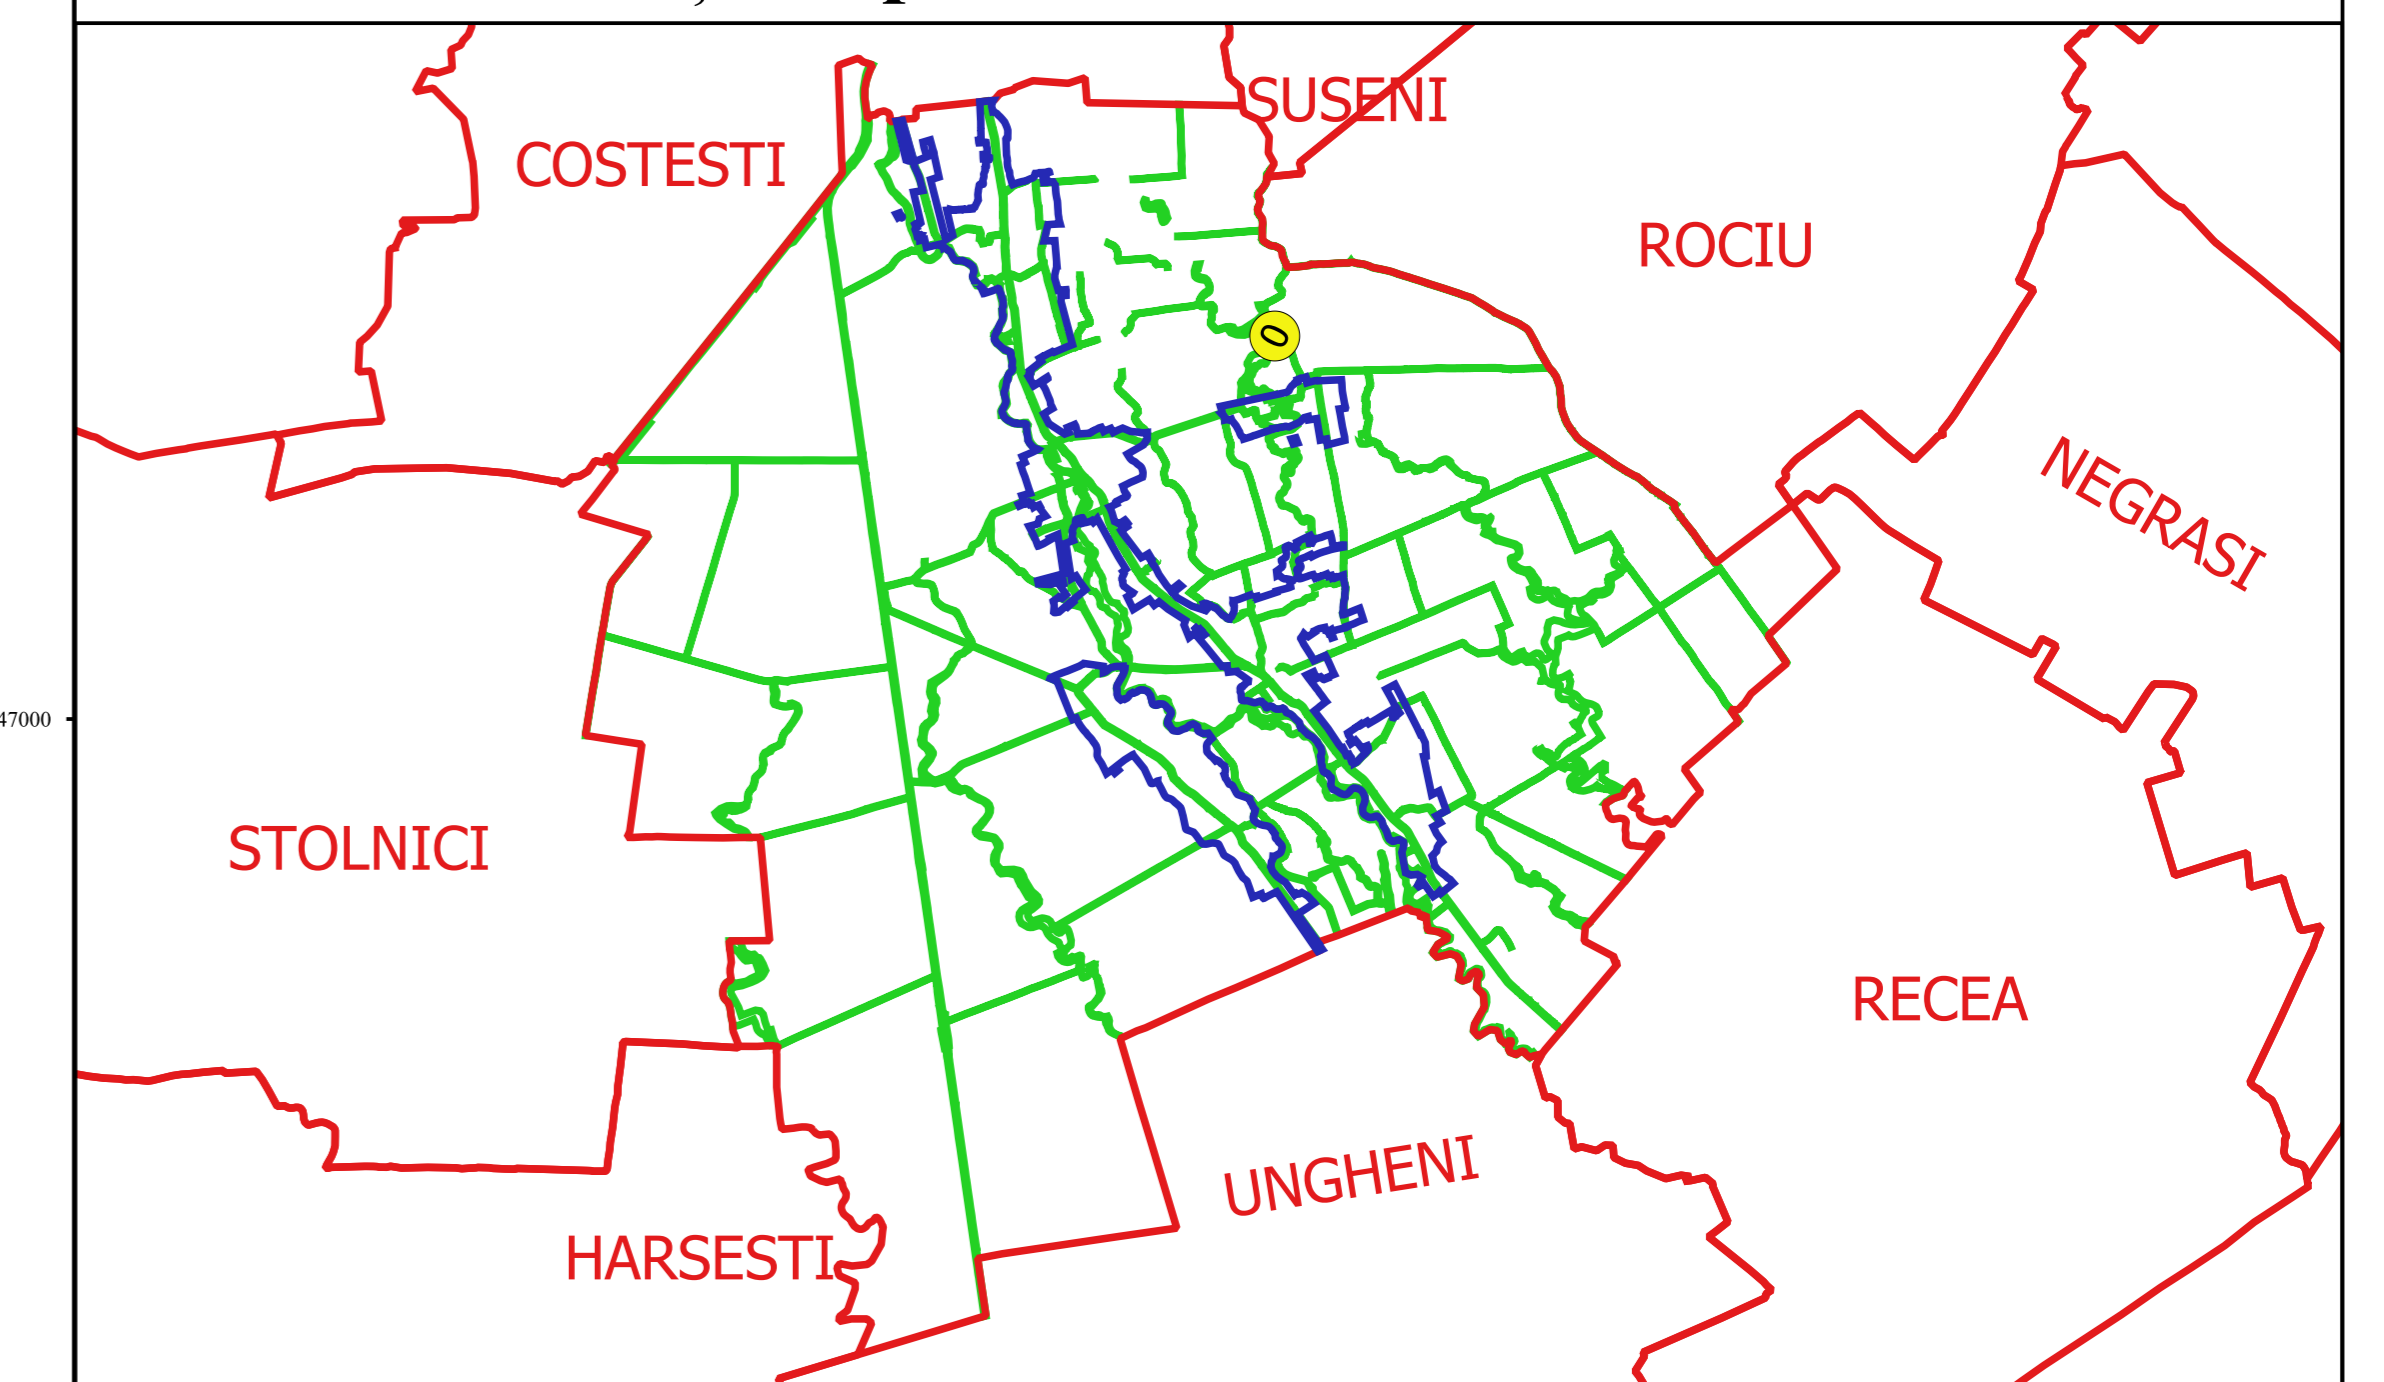 SUSENI
COSTESTI
ROCIU
0
NEGRASI
47000
STOLNICI
RECEA
UNGHENI
HARSESTI